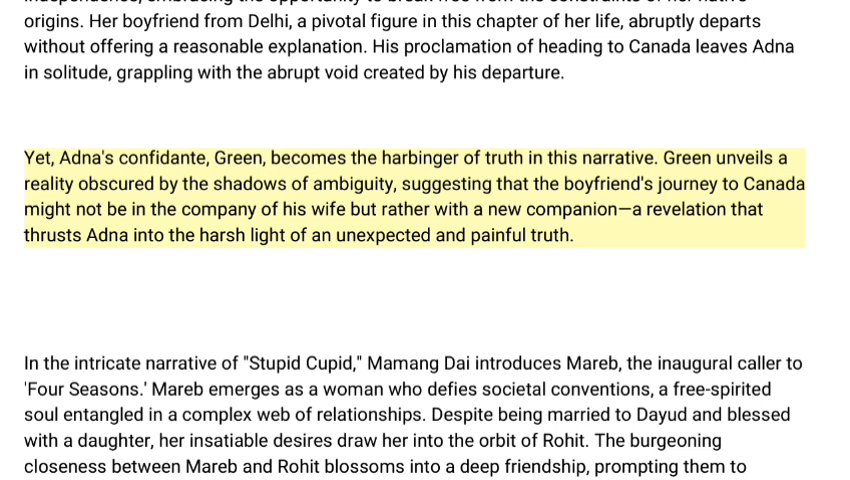 origins. Her boyfriend from Delhi, a pivotal figure in this chapter of her life, abruptly departs
without offering a reasonable explanation. His proclamation of heading to Canada leaves Adna
in solitude, grappling with the abrupt void created by his departure.
Yet, Adna's confidante, Green, becomes the harbinger of truth in this narrative. Green unveils a
reality obscured by the shadows of ambiguity, suggesting that the boyfriend's journey to Canada
might not be in the company of his wife but rather with a new companion—a revelation that
thrusts Adna into the harsh light of an unexpected and painful truth.
In the intricate narrative of "Stupid Cupid," Mamang Dai introduces Mareb, the inaugural caller to
'Four Seasons.' Mareb emerges as a woman who defies societal conventions, a free-spirited
soul entangled in a complex web of relationships. Despite being married to Dayud and blessed
with a daughter, her insatiable desires draw her into the orbit of Rohit. The burgeoning
closeness between Mareb and Rohit blossoms into a deep friendship, prompting them to